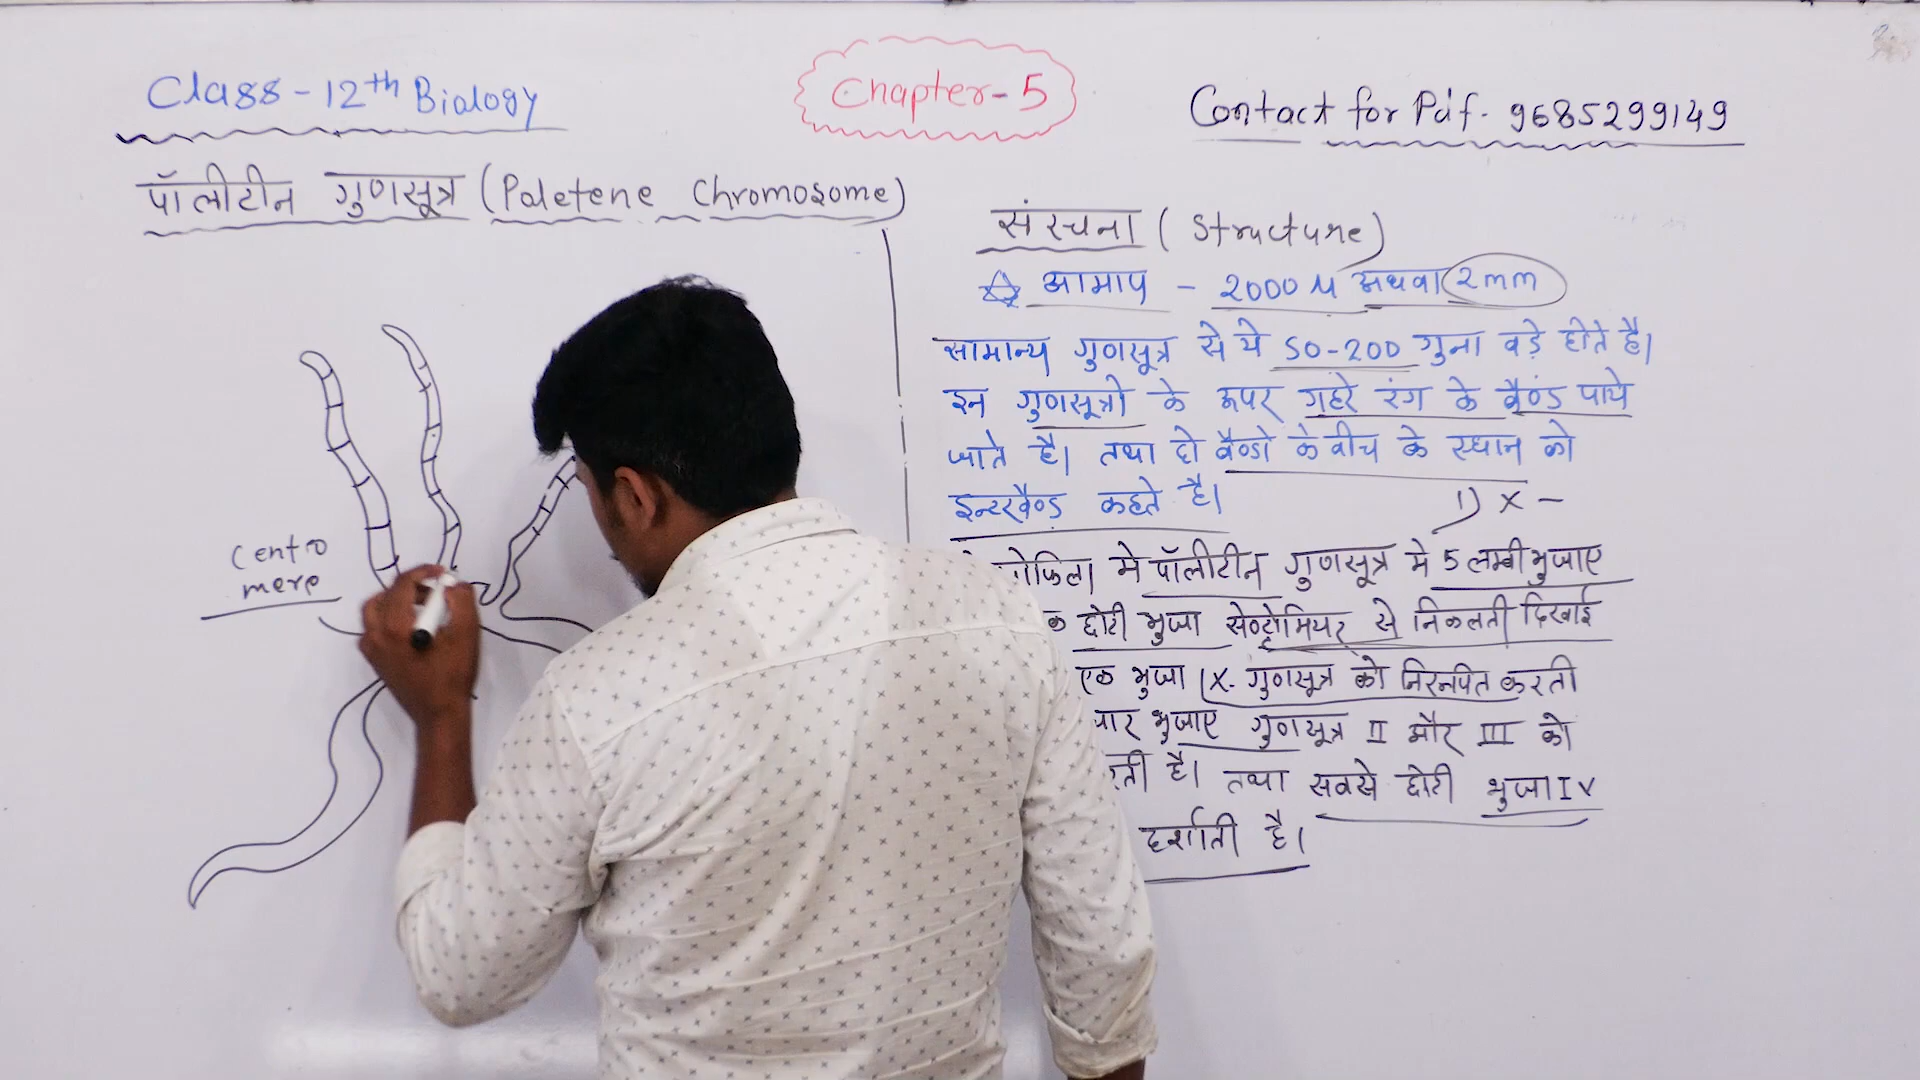 Class - 12th Biology
Chapter-5
Contact for Pdf. 9685299149
पॉलीटीन गुणसूत्र (Poletene Chromosome)
संरचना ( Structure)
आमाप - 2000 μ अथवा 2mm
सामान्य गुणसूत्र से ये 50-200 गुना बड़े होते है।
इन गुणसूत्रो के ऊपर गहरे रंग के बैण्ड पाये
जाते है। तथा दो बैण्डो के बीच के स्थान को
इन्टरबैण्ड कहते है।
1) X -
मे पॉलीटीन गुणसूत्र मे 5 लम्बी भुजाए
छोटी भुजा सेण्ट्रोमियर से निकलती दिखाई
एक भुजा (X- गुणसूत्र को निरूपित करती
भुजाए गुणसूत्र II और III को
है। तथा सबसे छोटी भुजा IV
दर्शाती है।
Centro
mere